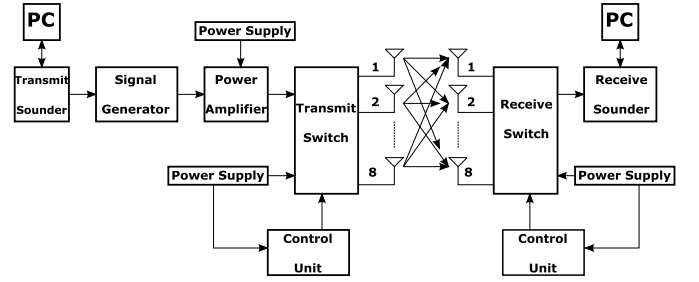 PC
PC
Power Supply
Transmit
Sounder
Signal
Generator
Power
Amplifier
Transmit
Switch
1
2
8
1
2
8
Receive
Switch
Receive
Sounder
Power Supply
Power Supply
Control
Unit
Control
Unit